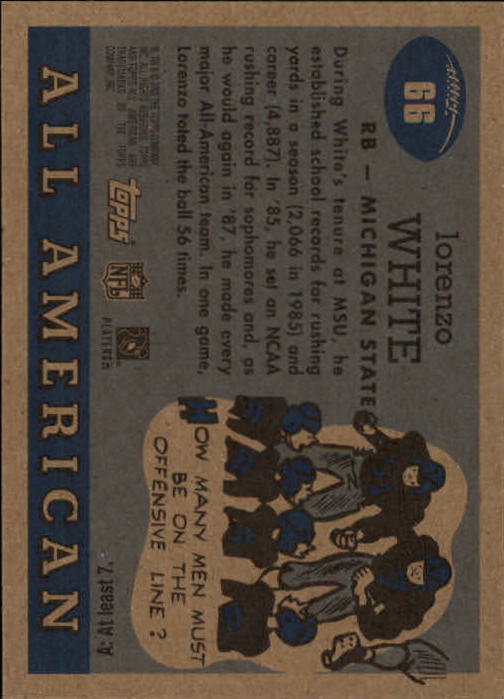 66
lorenzo
WHITE
RB – MICHIGAN STATE
During White's tenure at MSU, he
established school records for rushing
yards in a season (2,066 in 1985) and
career (4,887). In '85, he set an NCAA
rushing record for sophomores and, as
he would again in '87, he made every
major All-American team. In one game,
Lorenzo toted the ball 56 times.
HOW MANY MEN MUST
BE ON THE
OFFENSIVE LINE?
A: At least 7.
topps
NFL
PLAYERS
ALL AMERICAN